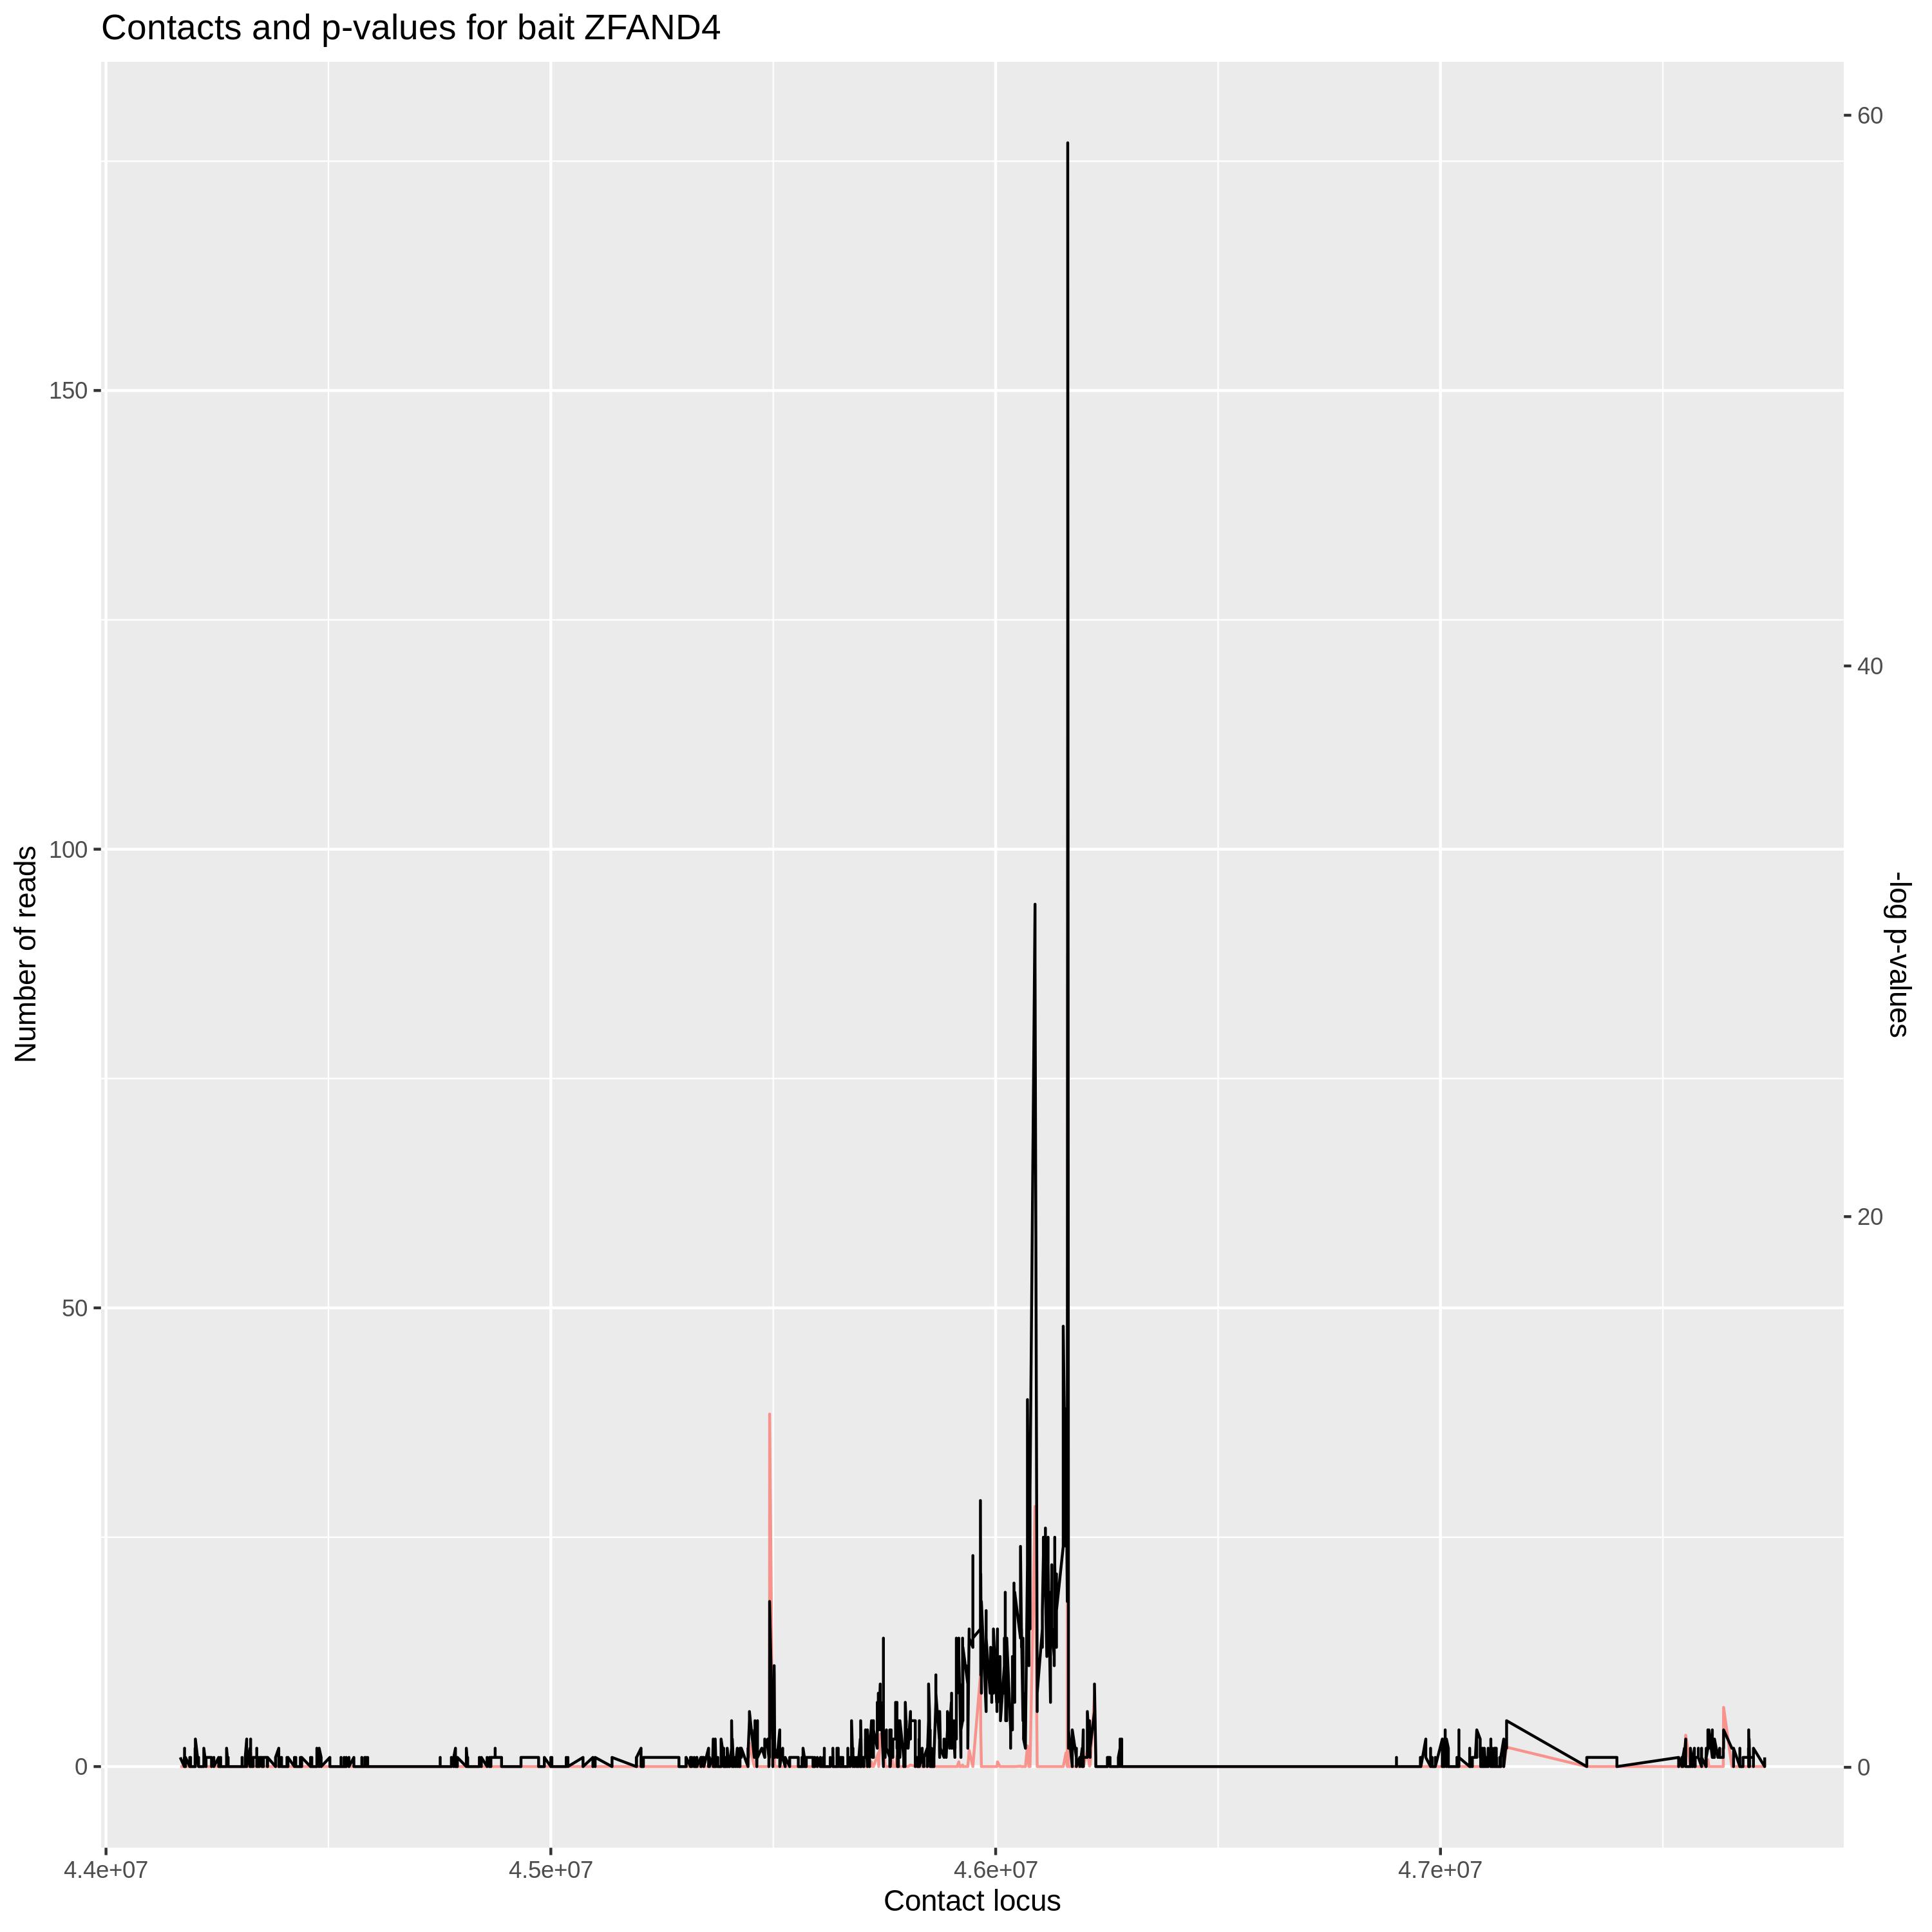 Contacts and p-values for bait ZFAND4
Number of reads
150
100
50
0
60
40
20
0
-log p-values
4.4e+07 4.5e+07 4.6e+07 4.7e+07
Contact locus